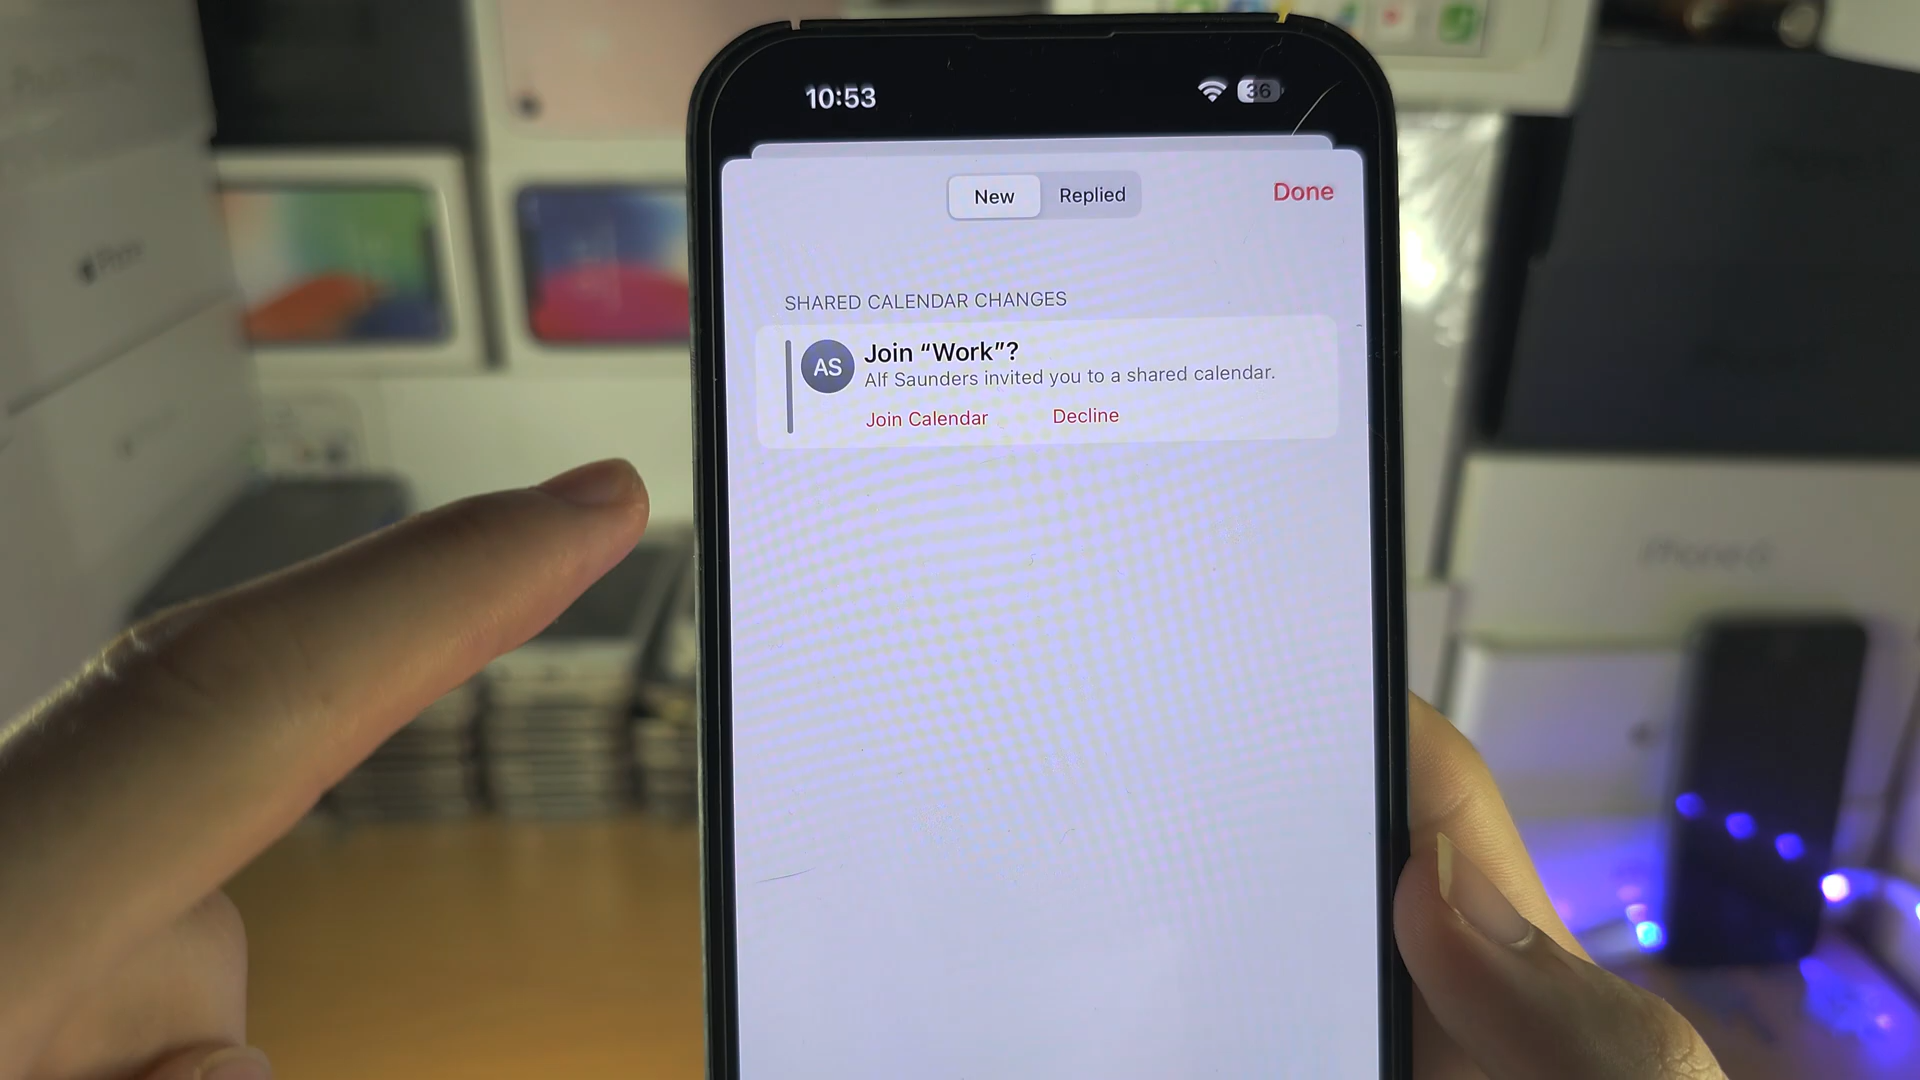 10:53
36
New
Replied
Done
SHARED CALENDAR CHANGES
AS
Join “Work”?
Alf Saunders invited you to a shared calendar.
Join Calendar
Decline
iPhone